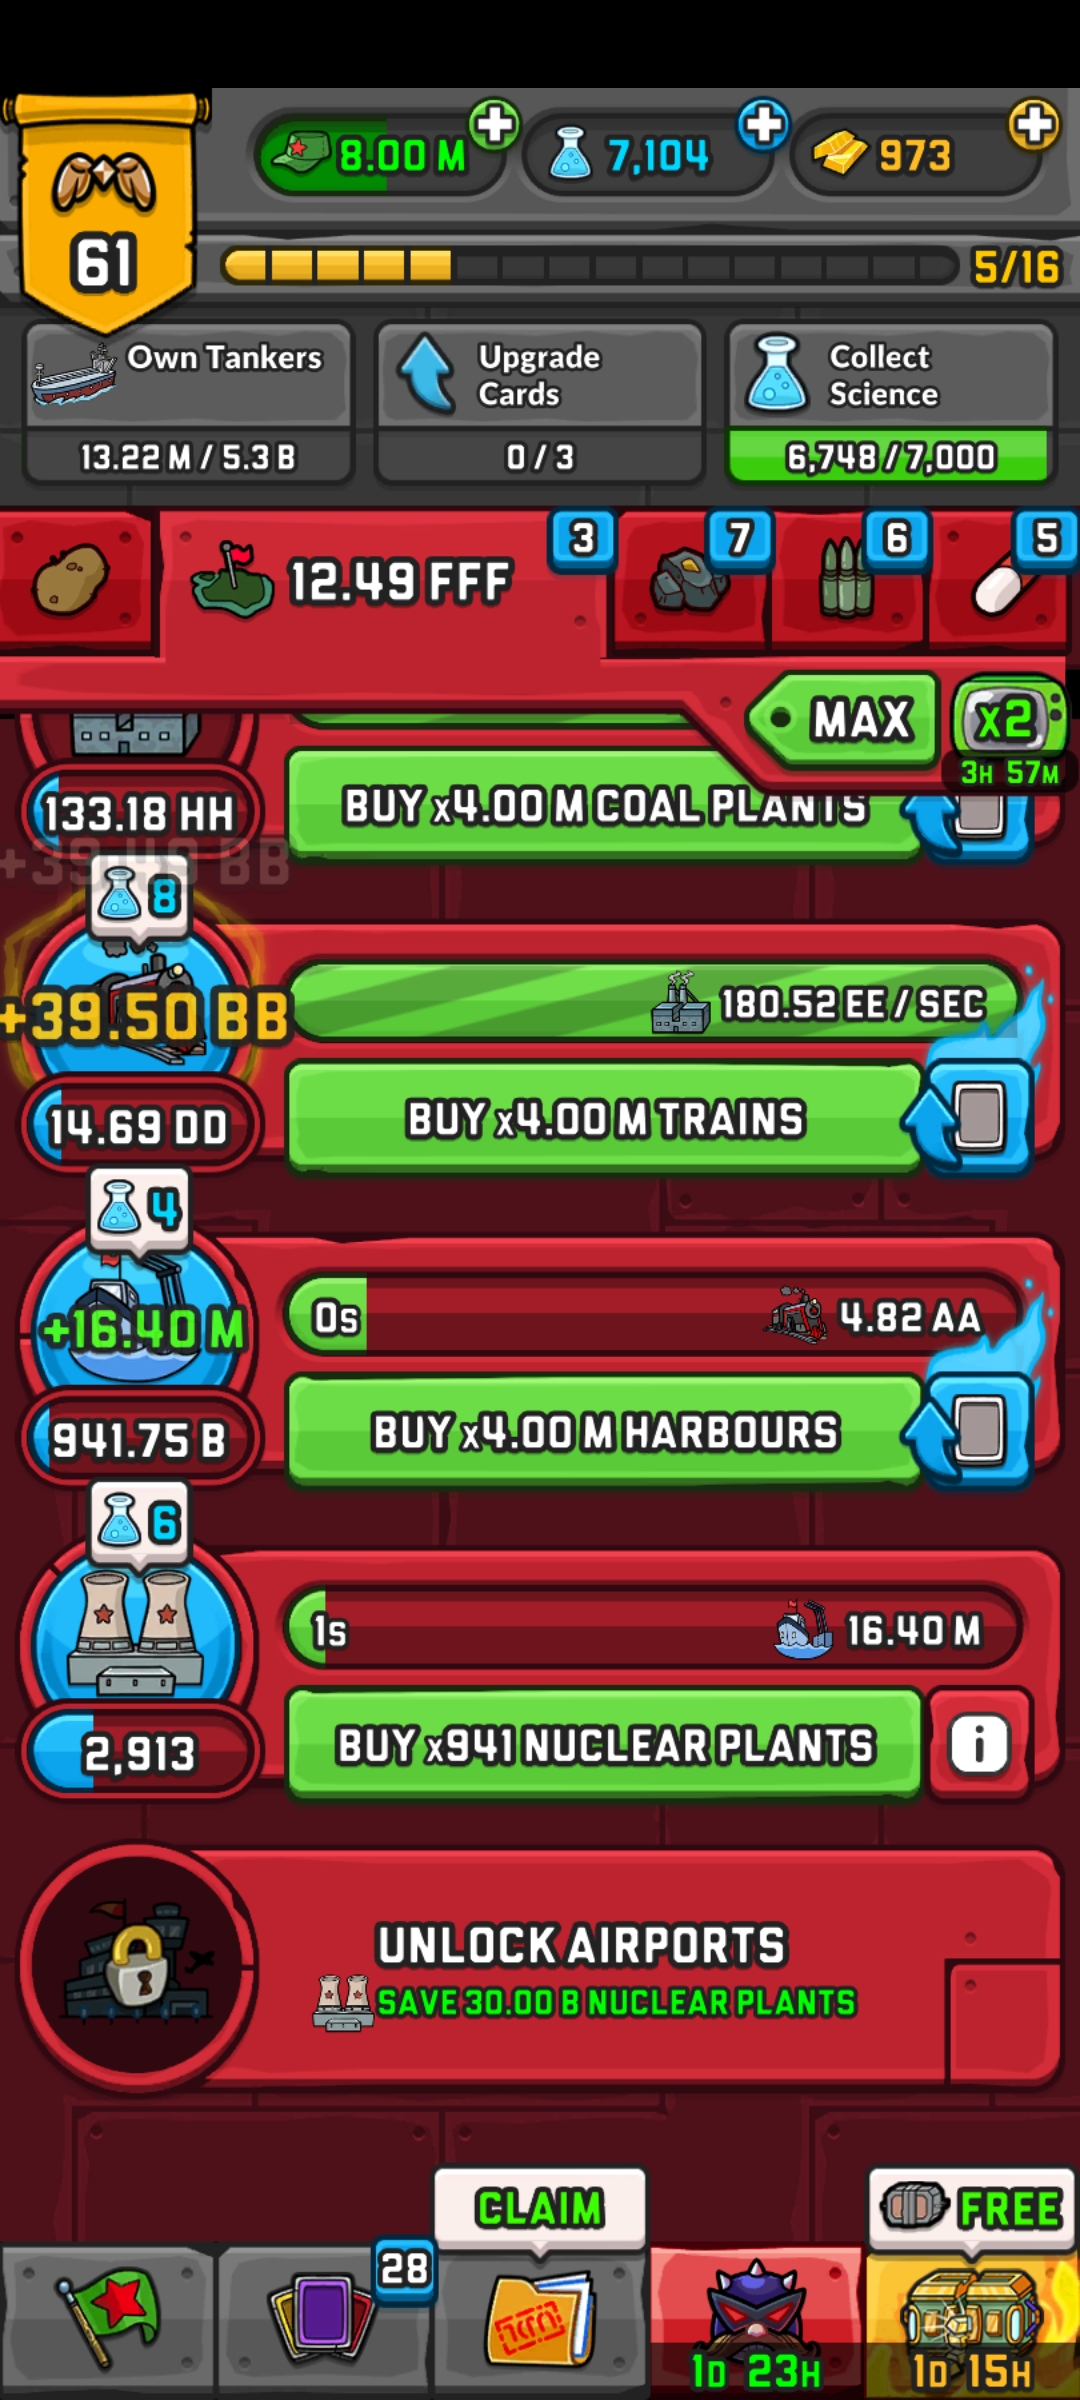 8.00 M
7,104
973
61
5/16
Own Tankers
13.22 M / 5.3 B
Upgrade
Cards
0 / 3
Collect
Science
6,748 / 7,000
12.49 FFF
3
7
6
5
MAX
x2
3H 57M
133.18 HH
BUY x4.00 M COAL PLANTS
8
+39.50 BB
180.52 EE / SEC
14.69 DD
BUY x4.00 M TRAINS
4
+16.40 M
0s
4.82 AA
941.75 B
BUY x4.00 M HARBOURS
6
1s
16.40 M
2,913
BUY x941 NUCLEAR PLANTS
i
UNLOCK AIRPORTS
SAVE 30.00 B NUCLEAR PLANTS
CLAIM
FREE
28
1D 23H
1D 15H